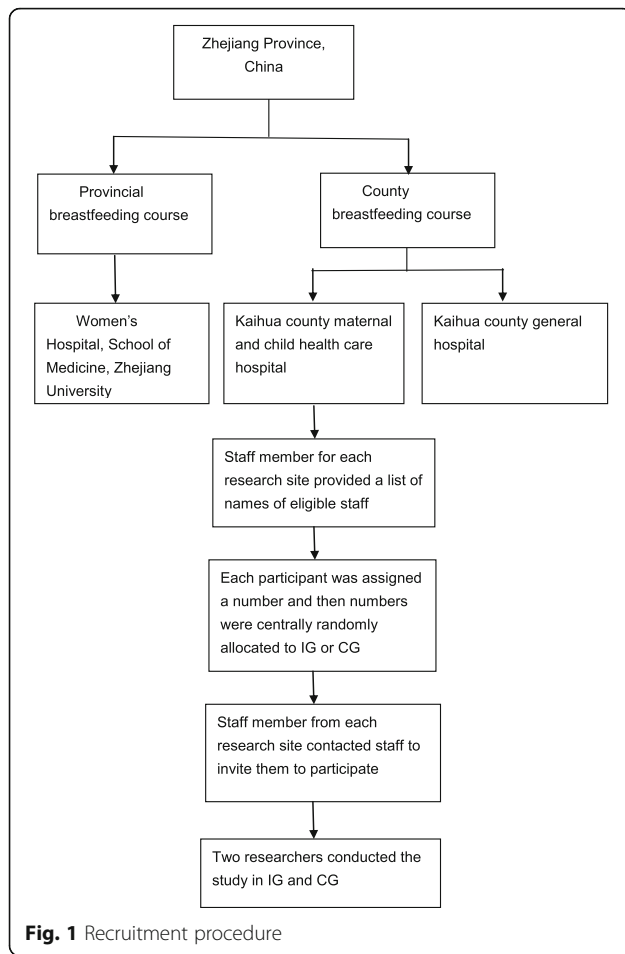 Zhejiang Province,
China
Provincial
breastfeeding course
County
breastfeeding course
Women's
Hospital, School of
Medicine, Zhejiang
University
Kaihua county maternal
and child health care
hospital
Kaihua county general
hospital
Staff member for each
research site provided a list of
names of eligible staff
Each participant was assigned
a number and then numbers
were centrally randomly
allocated to IG or CG
Staff member from each
research site contacted staff to
invite them to participate
Two researchers conducted the
study in IG and CG
Fig. 1 Recruitment procedure